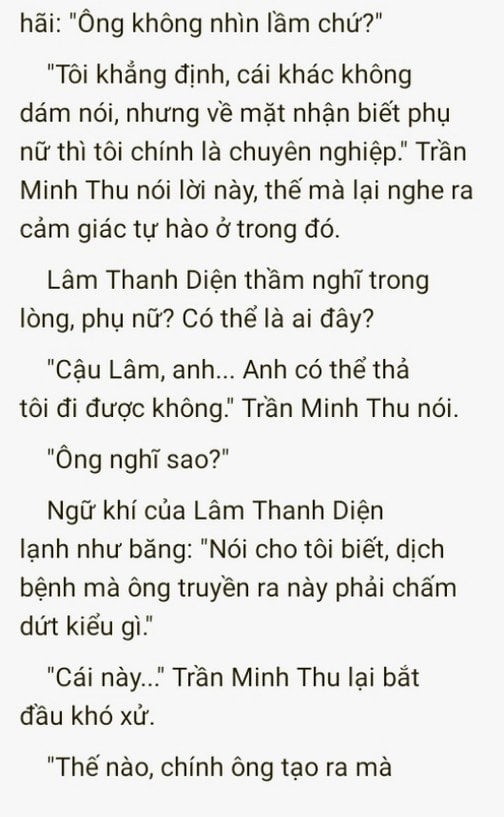 hãi: "Ông không nhìn lầm chứ?"
"Tôi khẳng định, cái khác không
dám nói, nhưng về mặt nhận biết phụ
nữ thì tôi chính là chuyên nghiệp." Trần
Minh Thu nói lời này, thế mà lại nghe ra
cảm giác tự hào ở trong đó.
Lâm Thanh Diện thầm nghĩ trong
lòng, phụ nữ? Có thể là ai đây?
"Cậu Lâm, anh... Anh có thể thả
tôi đi được không." Trần Minh Thu nói.
"Ông nghĩ sao?"
Ngữ khí của Lâm Thanh Diện
lạnh như băng: "Nói cho tôi biết, dịch
bệnh mà ông truyền ra này phải chấm
dứt kiểu gì."
"Cái này..." Trần Minh Thu lại bắt
đầu khó xử.
"Thế nào, chính ông tạo ra mà